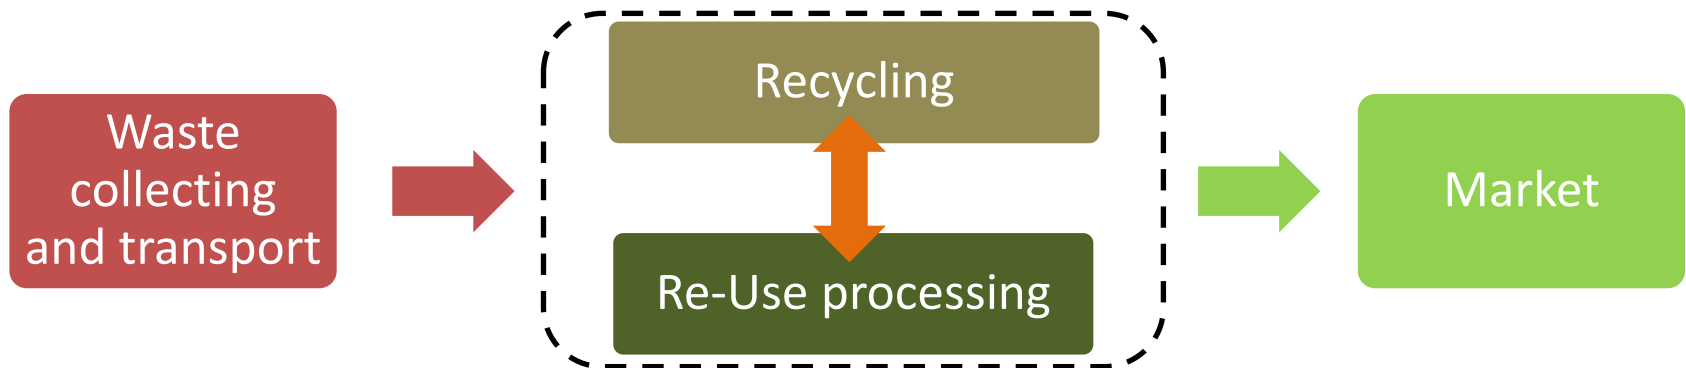 Waste
collecting
and transport
Recycling
Re-Use processing
Market